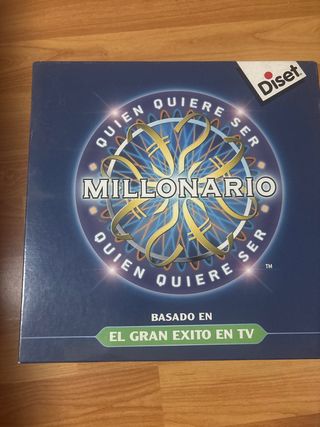 Diset
QUIEN QUIERE SER
MILLONARIO
QUIEN QUIERE SER
TM
BASADO EN
EL GRAN EXITO EN TV